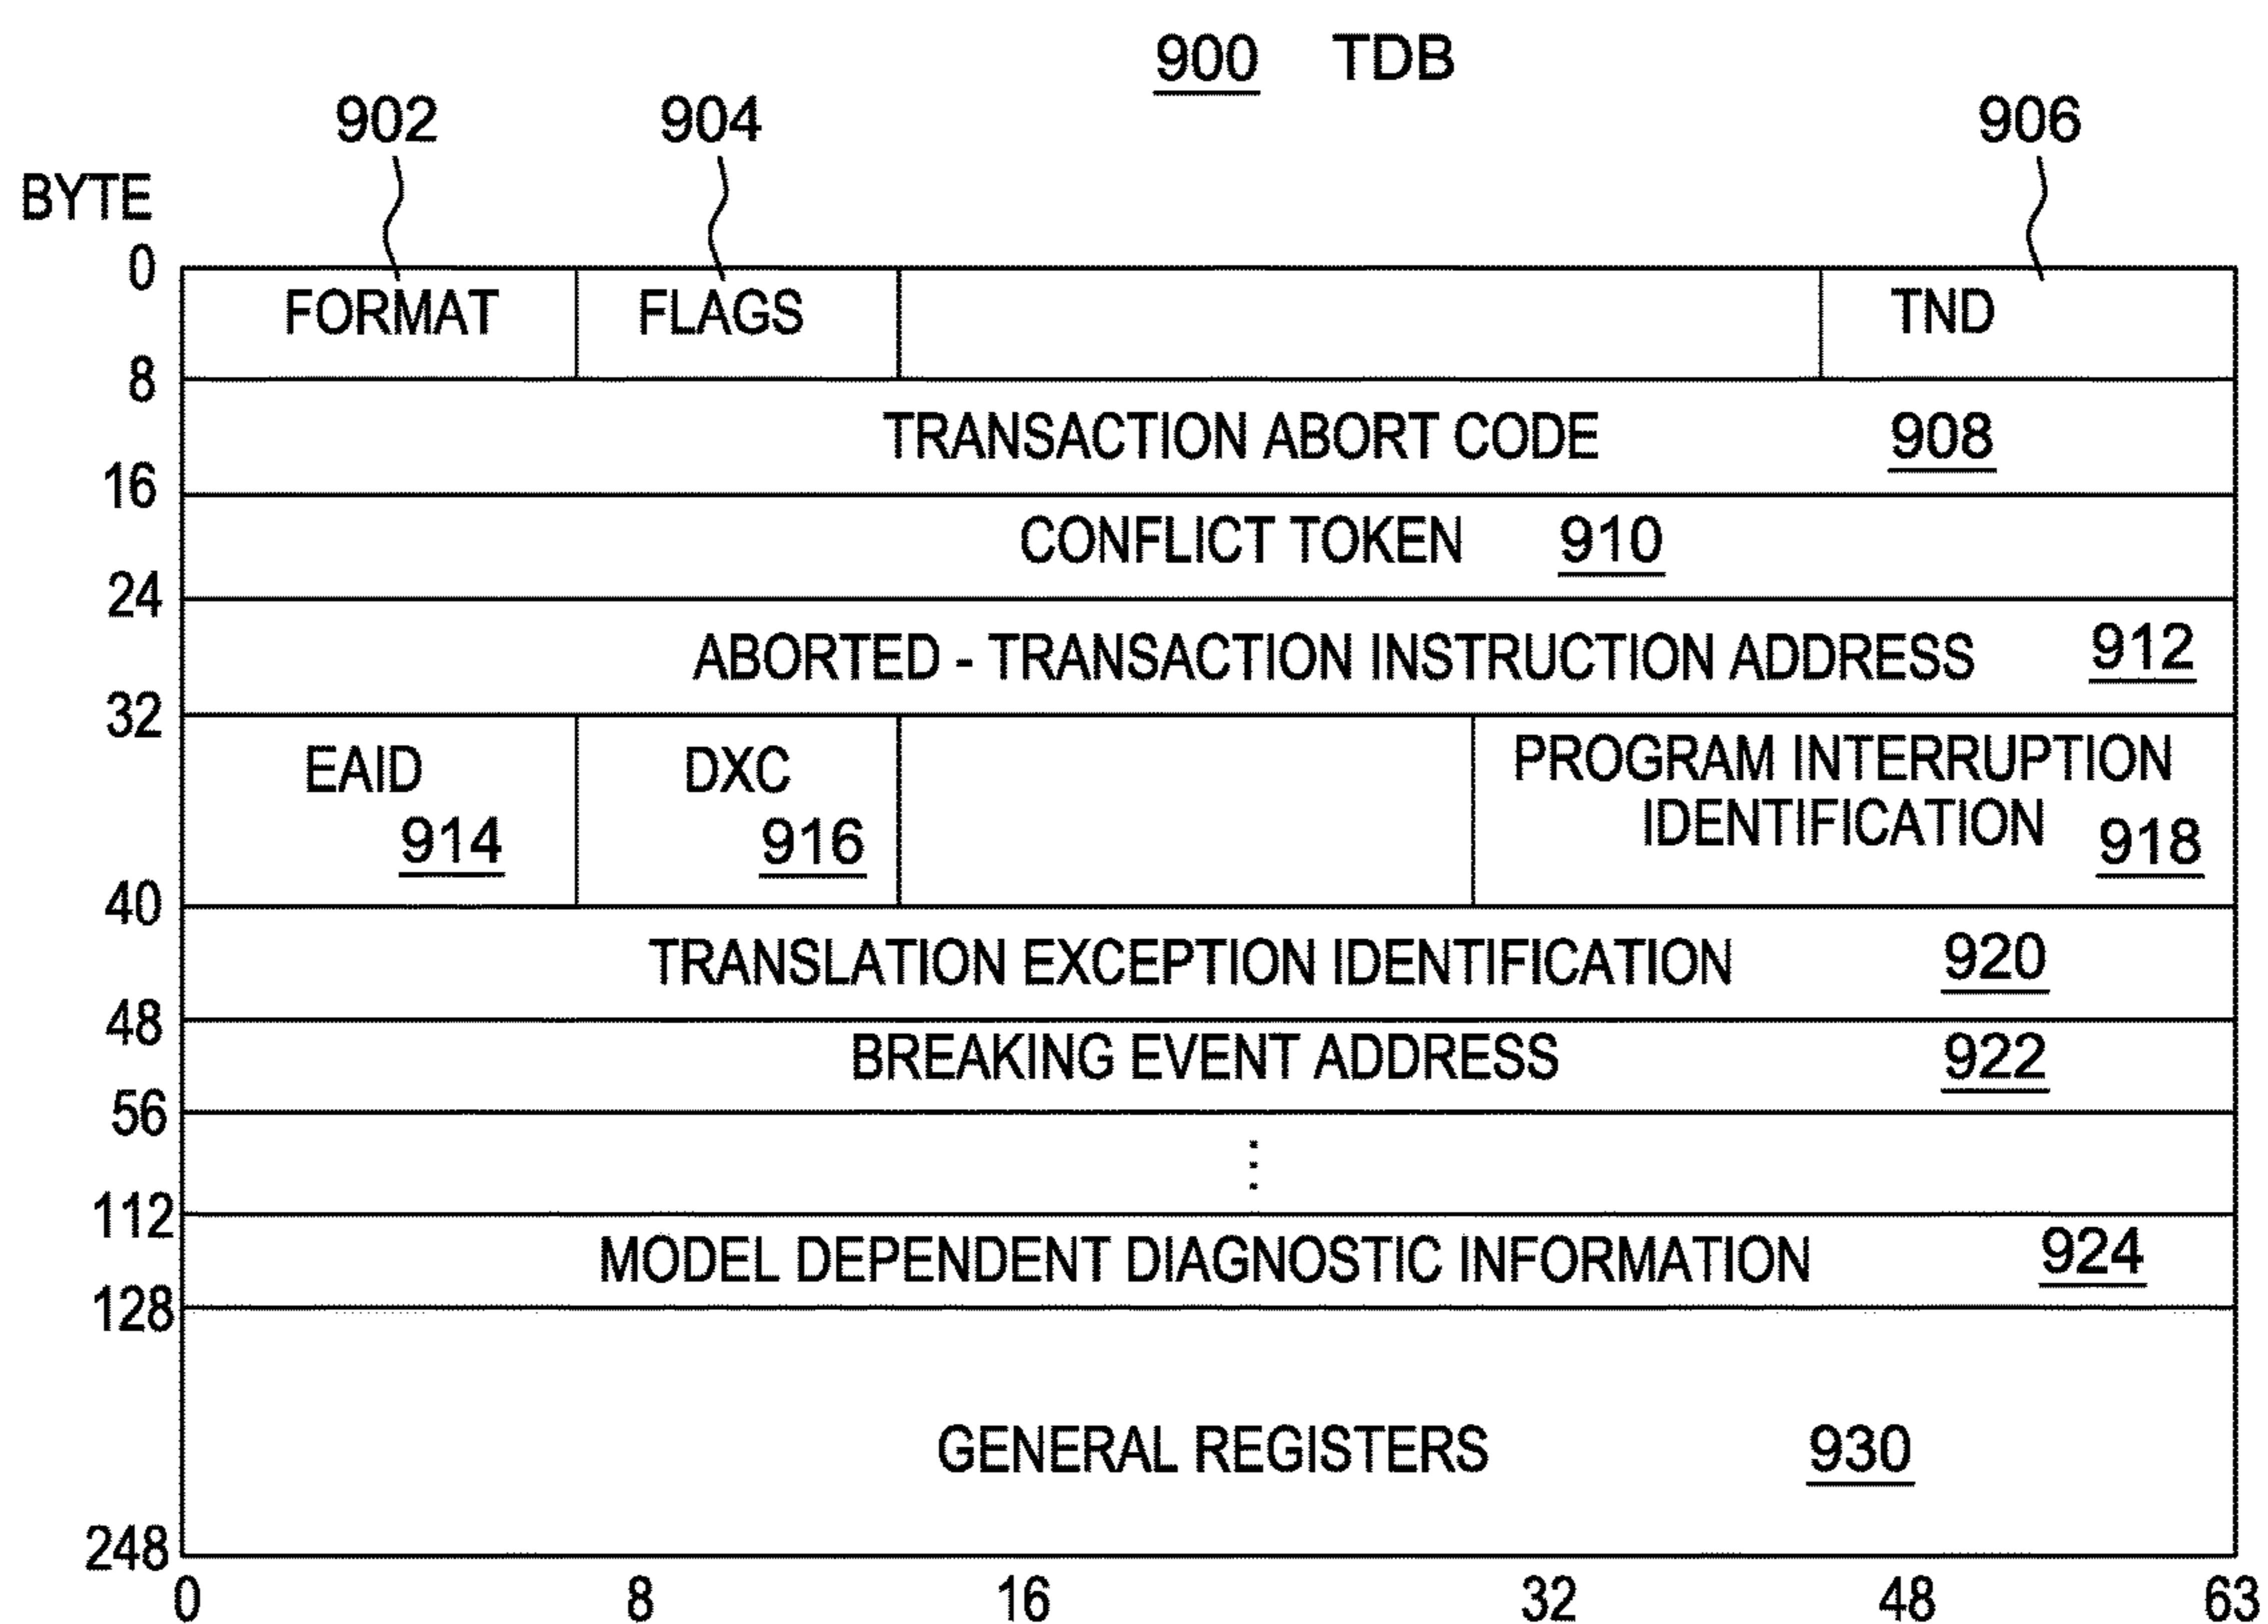 900 TDB
902 904 906
BYTE
0
FORMAT FLAGS TND
8
TRANSACTION ABORT CODE 908
16
CONFLICT TOKEN 910
24
ABORTED - TRANSACTION INSTRUCTION ADDRESS 912
32
EAID DXC PROGRAM INTERRUPTION
IDENTIFICATION
914 916 918
40
TRANSLATION EXCEPTION IDENTIFICATION 920
48
BREAKING EVENT ADDRESS 922
56
⋮
112
MODEL DEPENDENT DIAGNOSTIC INFORMATION 924
128
GENERAL REGISTERS 930
248
0 8 16 32 48 63